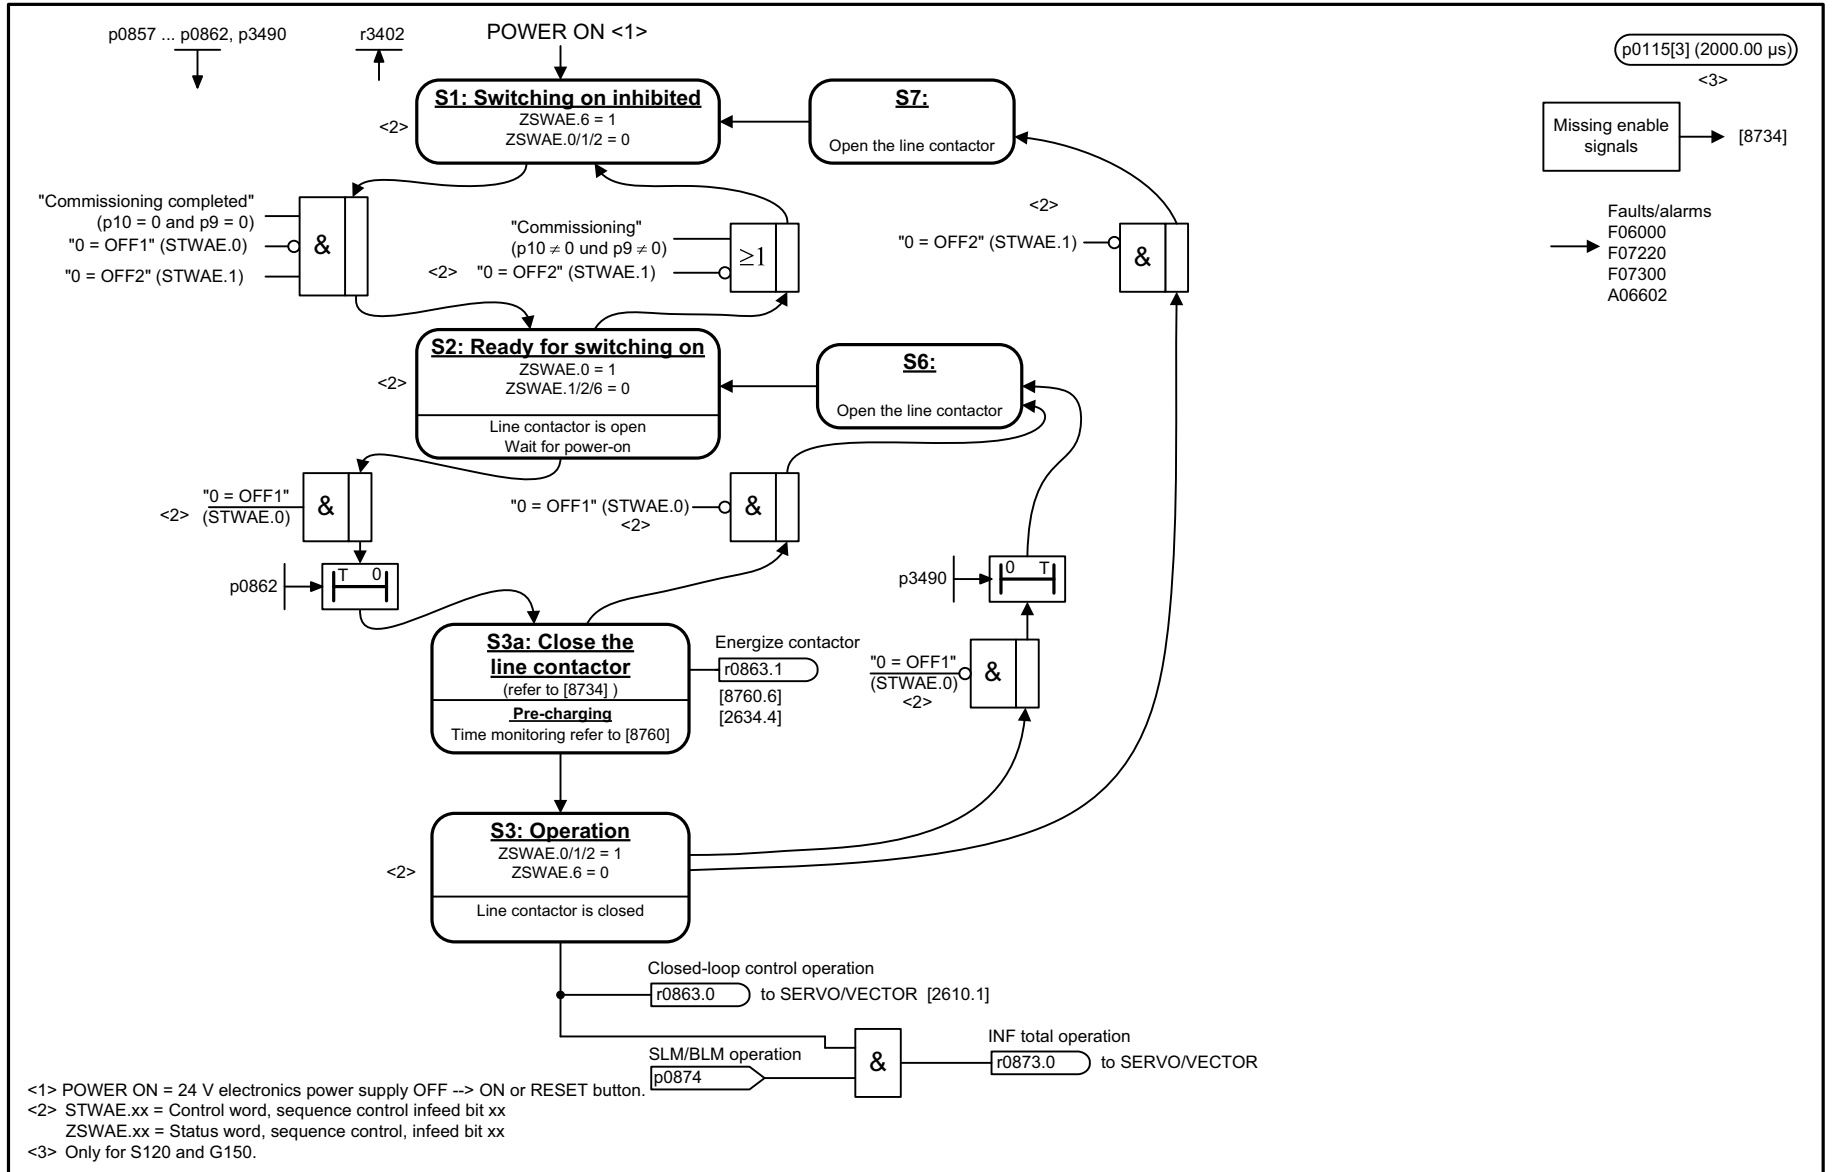 p0857 ... p0862, p3490
r3402
POWER ON <1>
p0115[3] (2000.00 µs)
<3>
S1: Switching on inhibited
ZSWAE.6 = 1
ZSWAE.0/1/2 = 0
<2>
S7:
Open the line contactor
Missing enable
signals
[8734]
"Commissioning completed"
(p10 = 0 and p9 = 0)
"0 = OFF1" (STWAE.0)
"0 = OFF2" (STWAE.1)
&
"Commissioning"
(p10 ≠ 0 und p9 ≠ 0)
<2> "0 = OFF2" (STWAE.1)
≥1
<2>
"0 = OFF2" (STWAE.1)
&
Faults/alarms
F06000
F07220
F07300
A06602
S2: Ready for switching on
ZSWAE.0 = 1
ZSWAE.1/2/6 = 0
<2>
Line contactor is open
Wait for power-on
S6:
Open the line contactor
"0 = OFF1"
<2> (STWAE.0)
&
"0 = OFF1" (STWAE.0)
<2>
&
p0862
T 0
p3490
0 T
S3a: Close the
line contactor
(refer to [8734] )
Pre-charging
Time monitoring refer to [8760]
Energize contactor
r0863.1
[8760.6]
[2634.4]
"0 = OFF1"
(STWAE.0)
<2>
&
S3: Operation
ZSWAE.0/1/2 = 1
ZSWAE.6 = 0
<2>
Line contactor is closed
Closed-loop control operation
r0863.0 to SERVO/VECTOR [2610.1]
SLM/BLM operation
p0874
&
INF total operation
r0873.0 to SERVO/VECTOR
<1> POWER ON = 24 V electronics power supply OFF --> ON or RESET button.
<2> STWAE.xx = Control word, sequence control infeed bit xx
ZSWAE.xx = Status word, sequence control, infeed bit xx
<3> Only for S120 and G150.